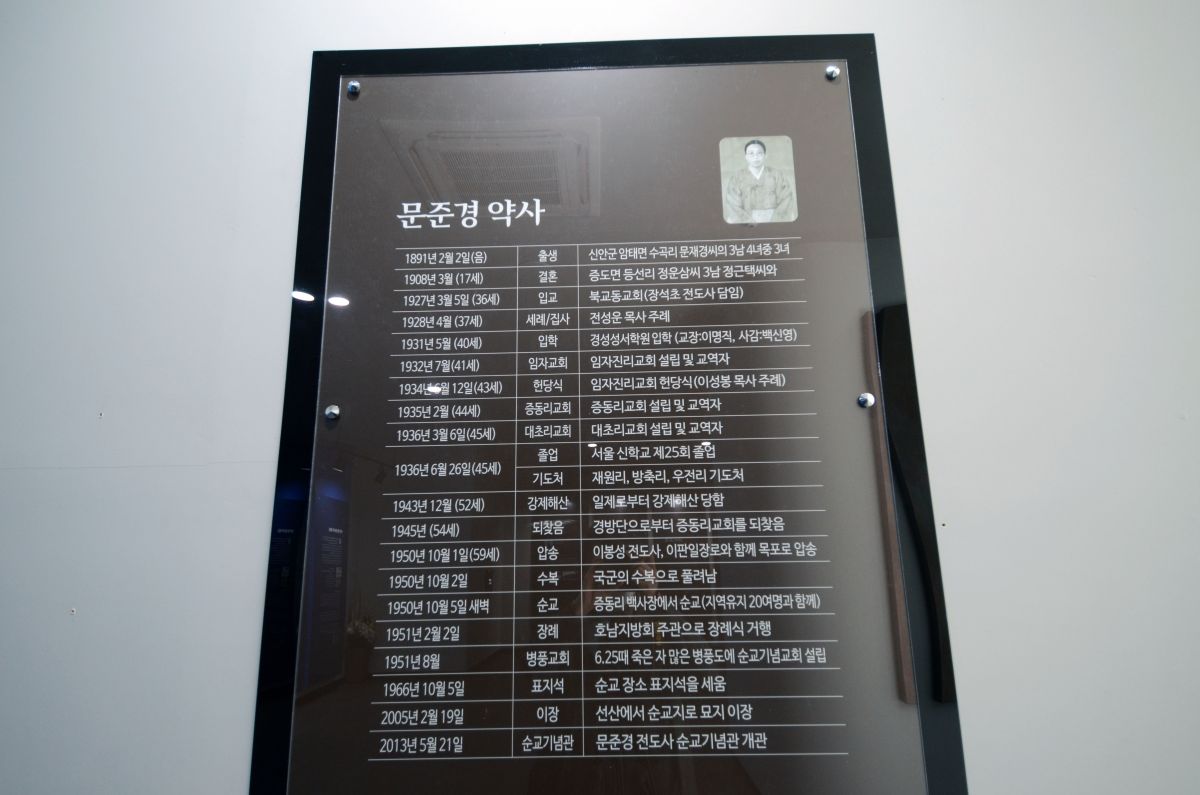 문준경 약사
1891년 2월 2일(음) 출생 신안군 암태면 수곡리 문재경씨의 3남 4녀중 3녀
1908년 3월 (17세) 결혼 증도면 등선리 정운삼씨 3남 정근택씨와
1927년 3월 5일 (36세) 입교 북교동교회(장석초 전도사 담임)
1928년 4월 (37세) 세례/집사 전성운 목사 주례
1931년 5월 (40세) 입학 경성성서학원 입학 (교장:이명직, 사감:백신영)
1932년 7월(41세) 임자교회 임자진리교회 설립 및 교역자
1934년 6월 12일(43세) 헌당식 임자진리교회 헌당식(이성봉 목사 주례)
1935년 2월 (44세) 증동리교회 증동리교회 설립 및 교역자
1936년 3월 6일(45세) 대초리교회 대초리교회 설립 및 교역자
1936년 6월 26일(45세) 졸업 서울 신학교 제25회 졸업
기도처 재원리, 방축리, 우전리 기도처
1943년 12월 (52세) 강제해산 일제로부터 강제해산 당함
1945년 (54세) 되찾음 경방단으로부터 증동리교회를 되찾음
1950년 10월 1일(59세) 압송 이봉성 전도사, 이판일장로와 함께 목포로 압송
1950년 10월 2일 수복 국군의 수복으로 풀려남
1950년 10월 5일 새벽 순교 증동리 백사장에서 순교(지역유지 20여명과 함께)
1951년 2월 2일 장례 호남지방회 주관으로 장례식 거행
1951년 8월 병풍교회 6.25때 죽은 자 많은 병풍도에 순교기념교회 설립
1966년 10월 5일 표지석 순교 장소 표지석을 세움
2005년 2월 19일 이장 선산에서 순교지로 묘지 이장
2013년 5월 21일 순교기념관 문준경 전도사 순교기념관 개관